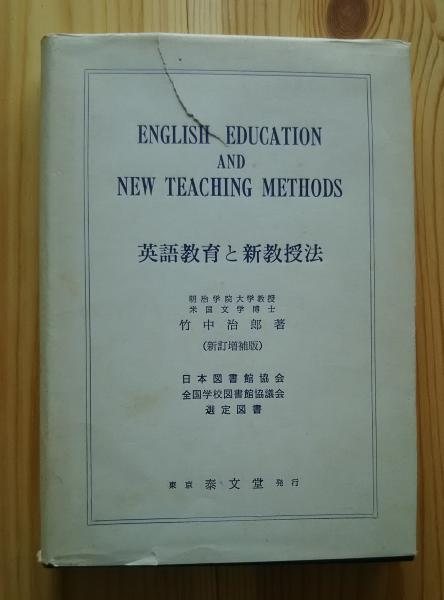 ENGLISH EDUCATION
AND
NEW TEACHING METHODS
英語教育と新教授法
明治学院大学教授
米国文学博士
竹中治郎著
(新訂増補版)
日本図書館協会
全国学校図書館協議会
選定図書
東京 泰文堂 発行